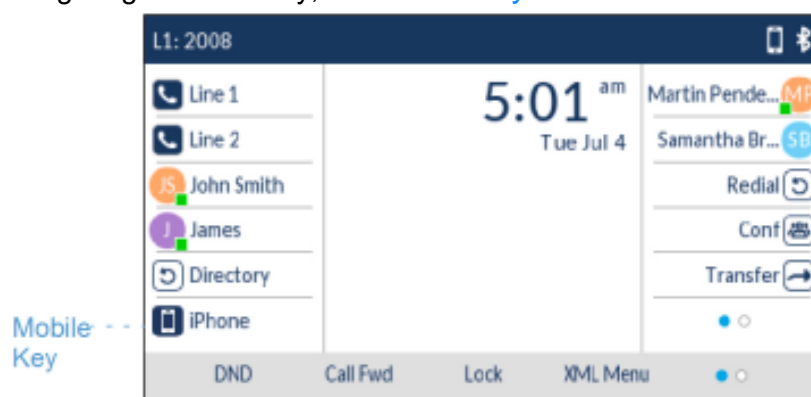 L1: 2008
Line 1
Line 2
JS John Smith
J James
Directory
iPhone
Mobile
Key
5:01 am
Tue Jul 4
Martin Pende... MP
Samantha Br... SB
Redial
Conf
Transfer
DND Call Fwd Lock XML Menu